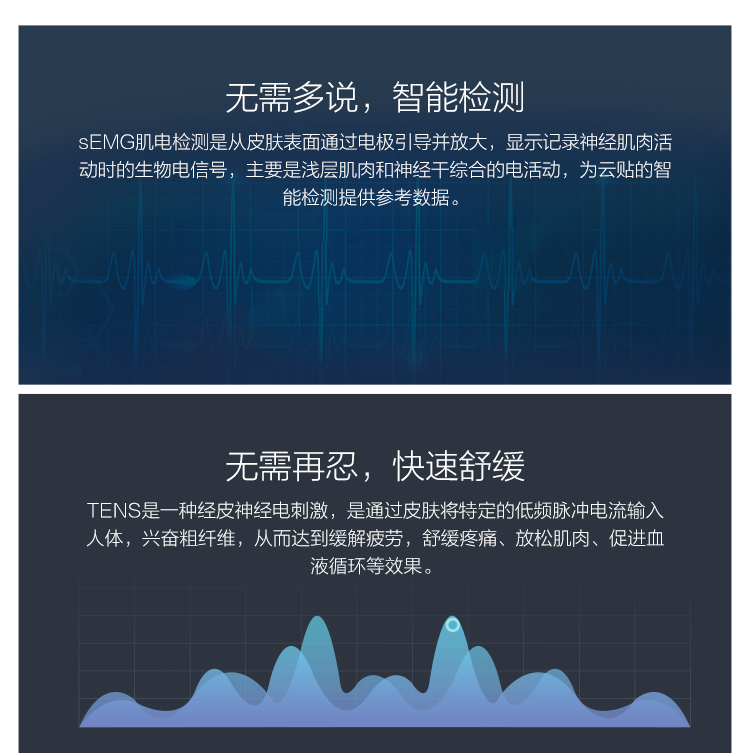 无需多说，智能检测
sEMG肌电检测是从皮肤表面通过电极引导并放大，显示记录神经肌肉活
动时的生物电信号，主要是浅层肌肉和神经干综合的电活动，为云贴的智
能检测提供参考数据。
无需再忍，快速舒缓
TENS是一种经皮神经电刺激，是通过皮肤将特定的低频脉冲电流输入
人体，兴奋粗纤维，从而达到缓解疲劳，舒缓疼痛、放松肌肉、促进血
液循环等效果。